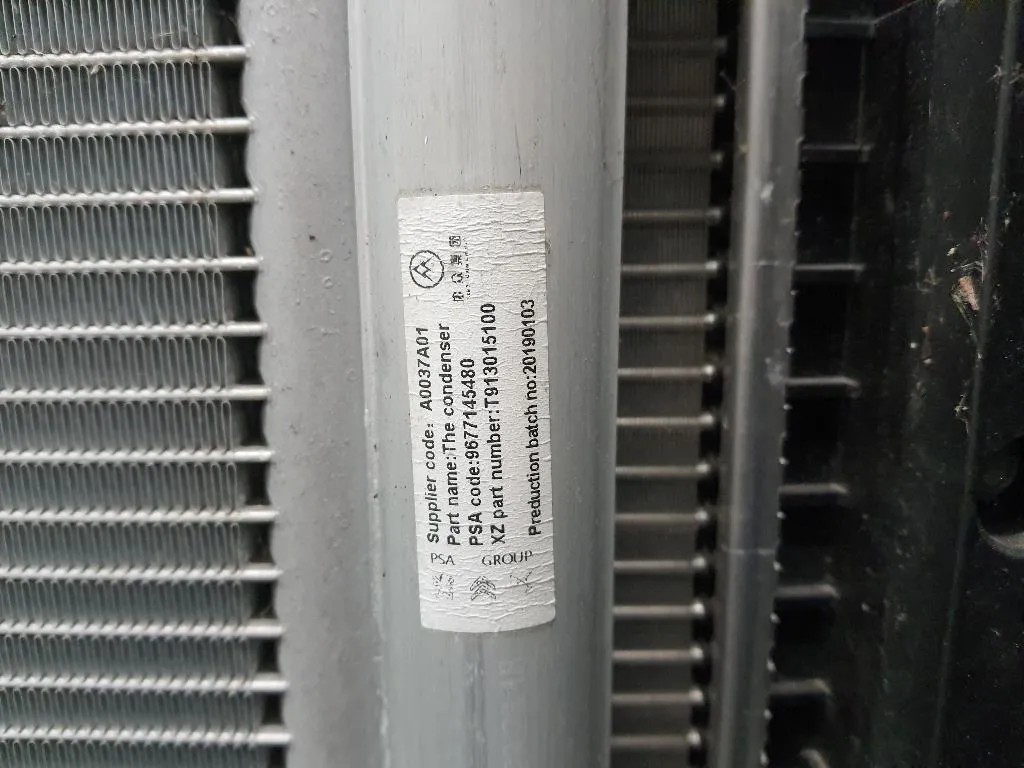 Supplier code: A0037A01
Part name:The condenser
PSA code:9677145480
XZ part number:T913015100
Preduction batch no:20190103
PSA GROUP